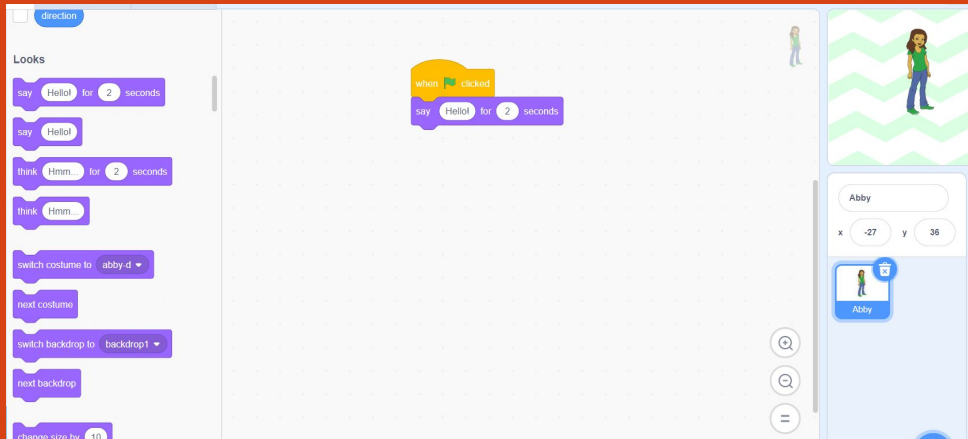 direction
Looks
say Hello! for 2 seconds
say Hello!
think Hmm... for 2 seconds
think Hmm...
switch costume to abby-d
next costume
switch backdrop to backdrop1
next backdrop
change size by 10
when clicked
say Hello! for 2 seconds
Abby
x -27 y 36
Abby